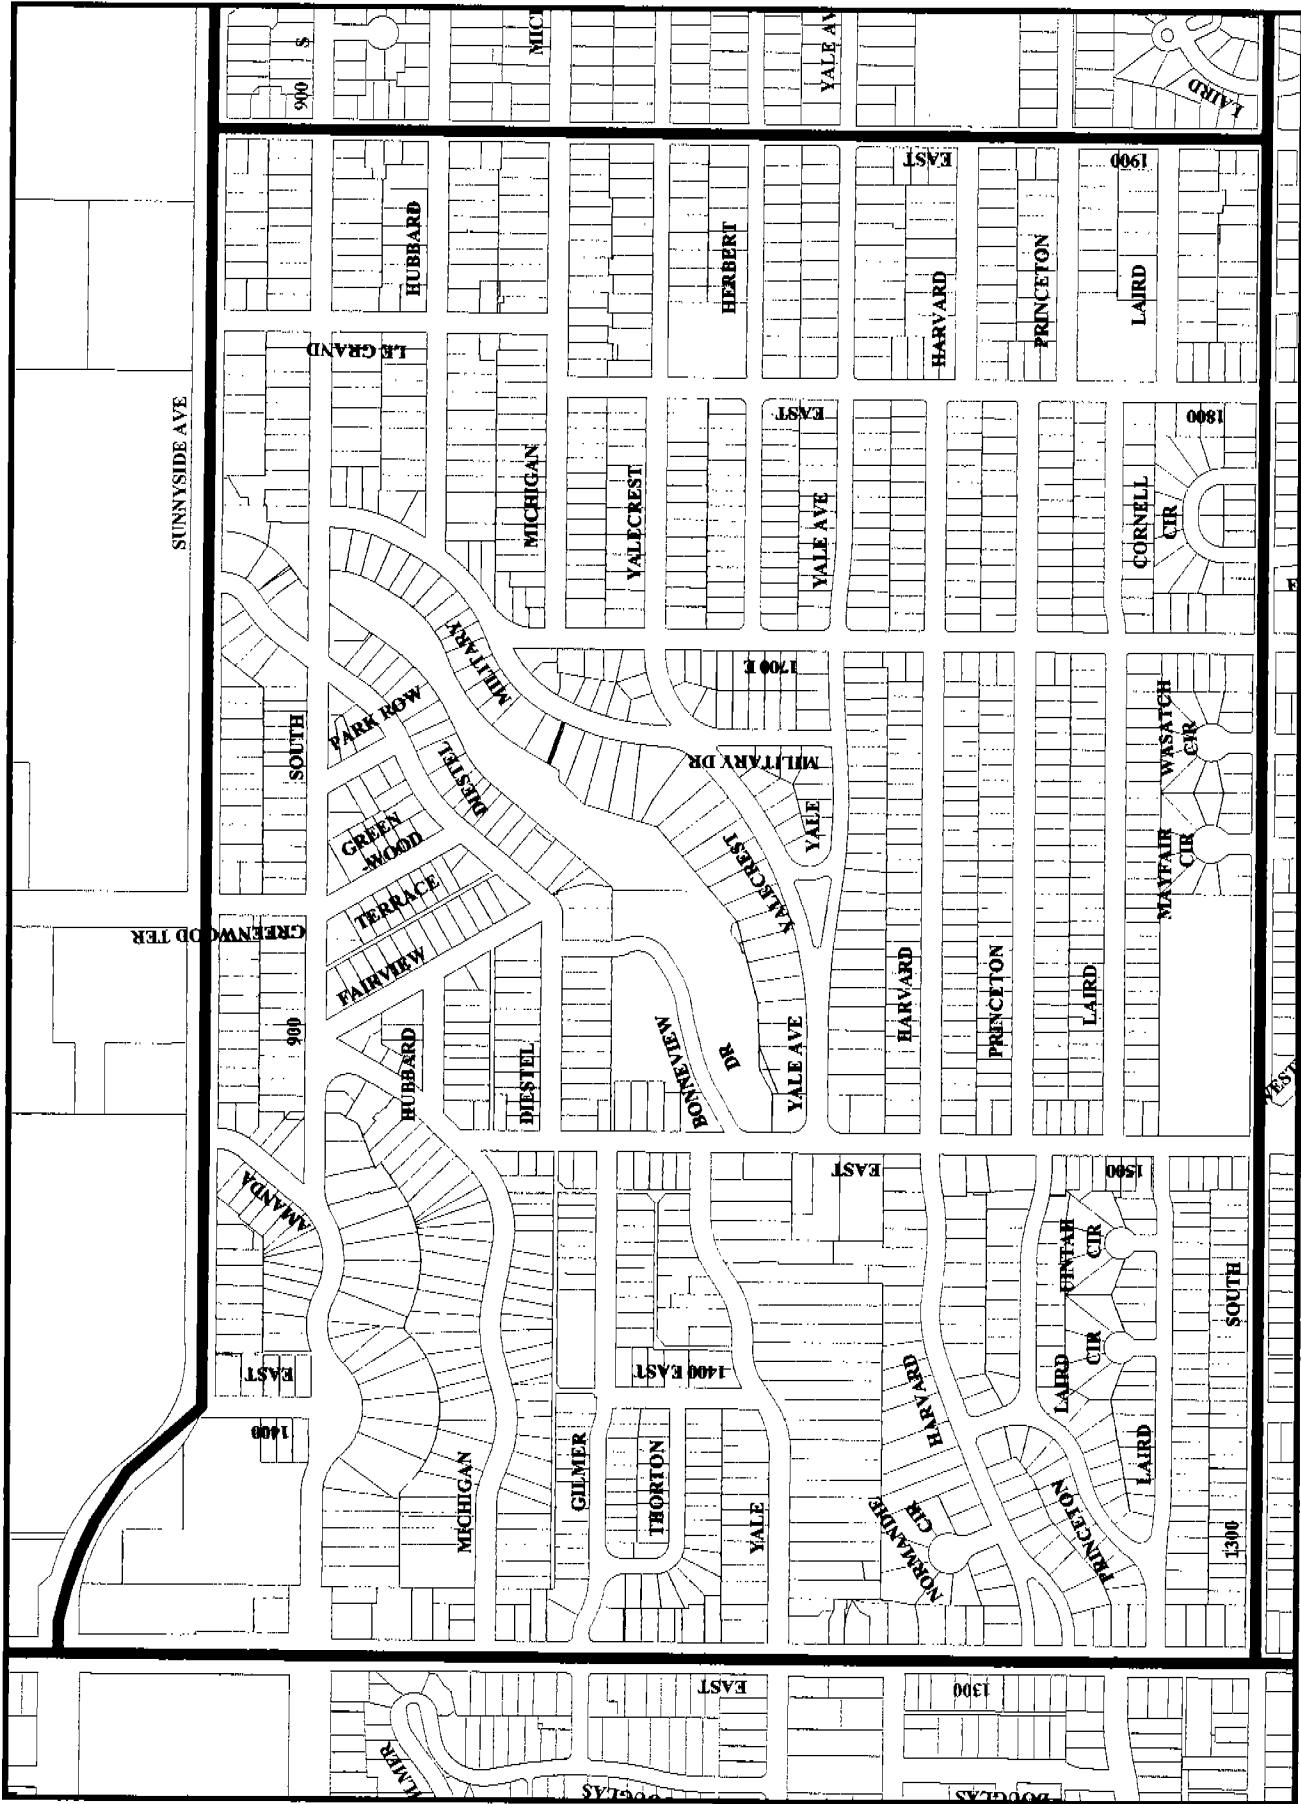 900 S
YALE AV
LAIRD
EAST
1900
HUBBARD
HERBERT
HARVARD
PRINCETON
LAIRD
LE GRAND
SUNNYSIDE AVE
EAST
1800
MICHIGAN
YALECREST
YALE AVE
CORNELL
CIR
MILITARY
1700 E
SOUTH
PARK ROW
DIESTEL
MILITARY DR
YALE
WASATCH
CIR
GREEN
-WOOD
YALECREST
MAYFAIR
CIR
TERRACE
GREENWOOD TER
FAIRVIEW
HARVARD
PRINCETON
LAIRD
900
HUBBARD
DIESTEL
BONNEVIEW
DR
YALE AVE
AMANDA
EAST
1500
UINTAH
CIR
SOUTH
EAST
1400
1400 EAST
HARVARD
LAIRD
CIR
MICHIGAN
GILMER
THORTON
YALE
NORMANDIE
CIR
PRINCETON
LAIRD
1300
EAST
1300